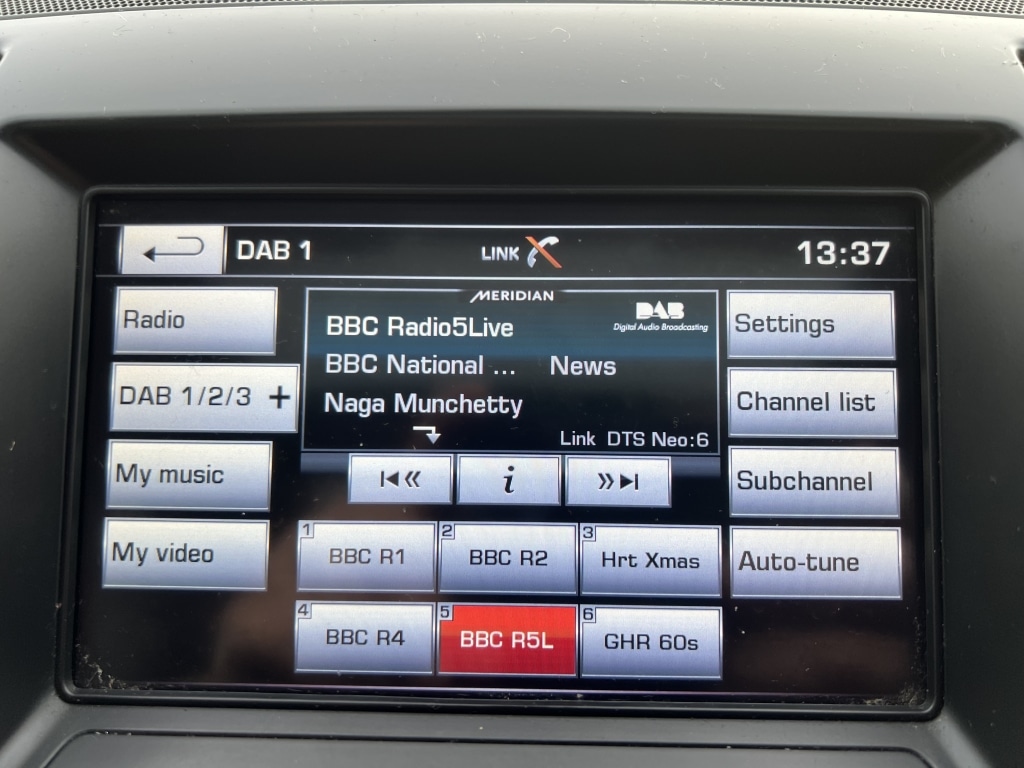 DAB 1
LINK
13:37
Radio
DAB 1/2/3 +
My music
My video
MERIDIAN
DAB
Digital Audio Broadcasting
BBC Radio5Live
BBC National ... News
Naga Munchetty
Link DTS Neo:6
i
1 BBC R1
2 BBC R2
3 Hrt Xmas
4 BBC R4
5 BBC R5L
6 GHR 60s
Settings
Channel list
Subchannel
Auto-tune